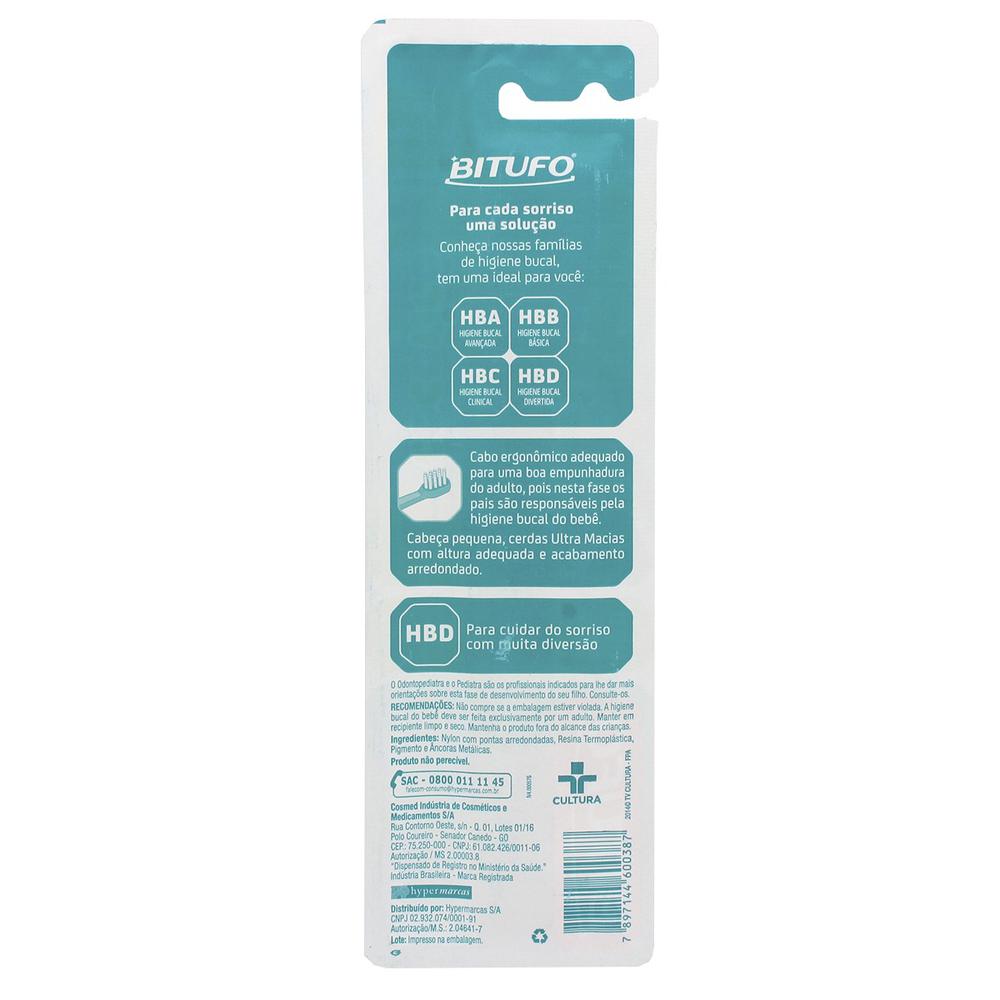 BITUFO®
Para cada sorriso
uma solução
Conheça nossas famílias
de higiene bucal,
tem uma ideal para você:
HBA
HIGIENE BUCAL
AVANÇADA
HBB
HIGIENE BUCAL
BÁSICA
HBC
HIGIENE BUCAL
CLINICAL
HBD
HIGIENE BUCAL
DIVERTIDA
Cabo ergonômico adequado
para uma boa empunhadura
do adulto, pois nesta fase os
pais são responsáveis pela
higiene bucal do bebê.
Cabeça pequena, cerdas Ultra Macias
com altura adequada e acabamento
arredondado.
HBD
Para cuidar do sorriso
com muita diversão
O Odontopediatra e o Pediatra são os profissionais indicados para lhe dar mais
orientações sobre esta fase de desenvolvimento do seu filho. Consulte-os.
RECOMENDAÇÕES: Não compre se a embalagem estiver violada. A higiene
bucal do bebê deve ser feita exclusivamente por um adulto. Manter em
recipiente limpo e seco. Mantenha o produto fora do alcance das crianças.
Ingredientes: Nylon com pontas arredondadas, Resina Termoplástica,
Pigmento e Âncoras Metálicas.
Produto não perecível.
SAC - 0800 011 11 45
falecom-consumo@hypermarcas.com.br
Cosmed Indústria de Cosméticos e
Medicamentos S/A
Rua Contorno Oeste, s/n - Q. 01, Lotes 01/16
Polo Coureiro - Senador Canedo - GO
CEP.: 75.250-000 - CNPJ: 61.082.426/0011-06
Autorização / MS 2.00003.8
"Dispensado de Registro no Ministério da Saúde."
Indústria Brasileira - Marca Registrada
hypermarcas
Distribuído por: Hypermarcas S/A
CNPJ 02.932.074/0001-91
Autorização/M.S.: 2.04641-7
Lote: Impresso na embalagem.
CULTURA
2014© TV CULTURA - FPA
7 897144 600387